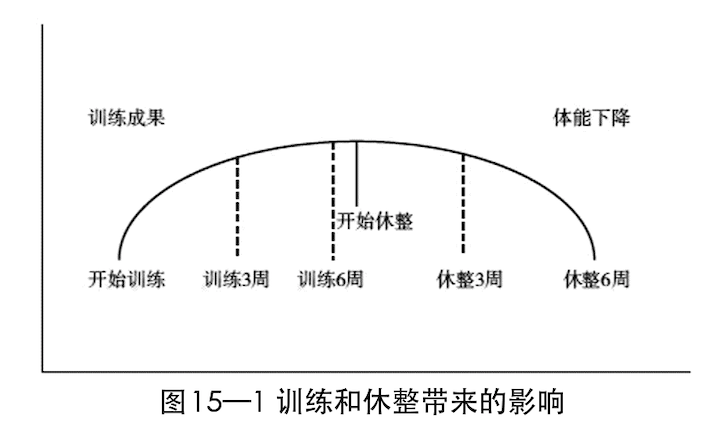 训练成果
体能下降
开始休整
开始训练
训练3周
训练6周
休整3周
休整6周
图15—1 训练和休整带来的影响